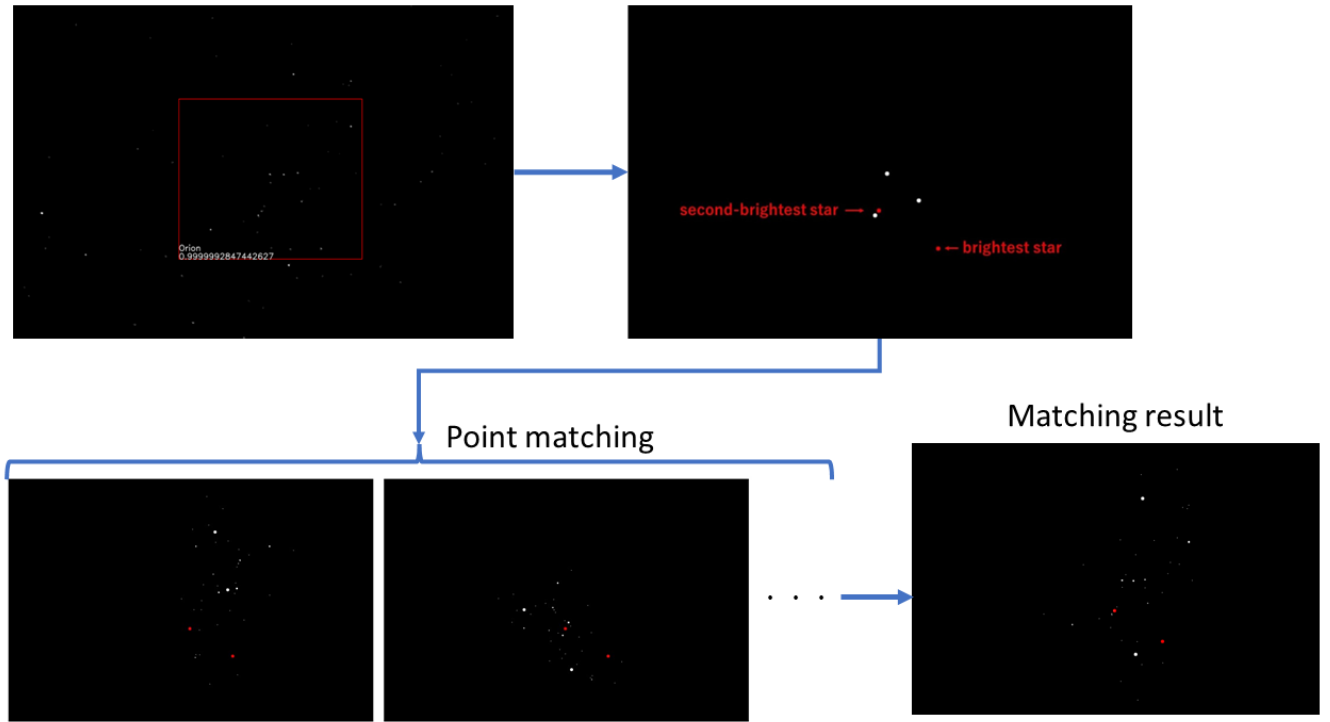 Orion
0.9999992847442627
second-brightest star
brightest star
Point matching
Matching result
. . .